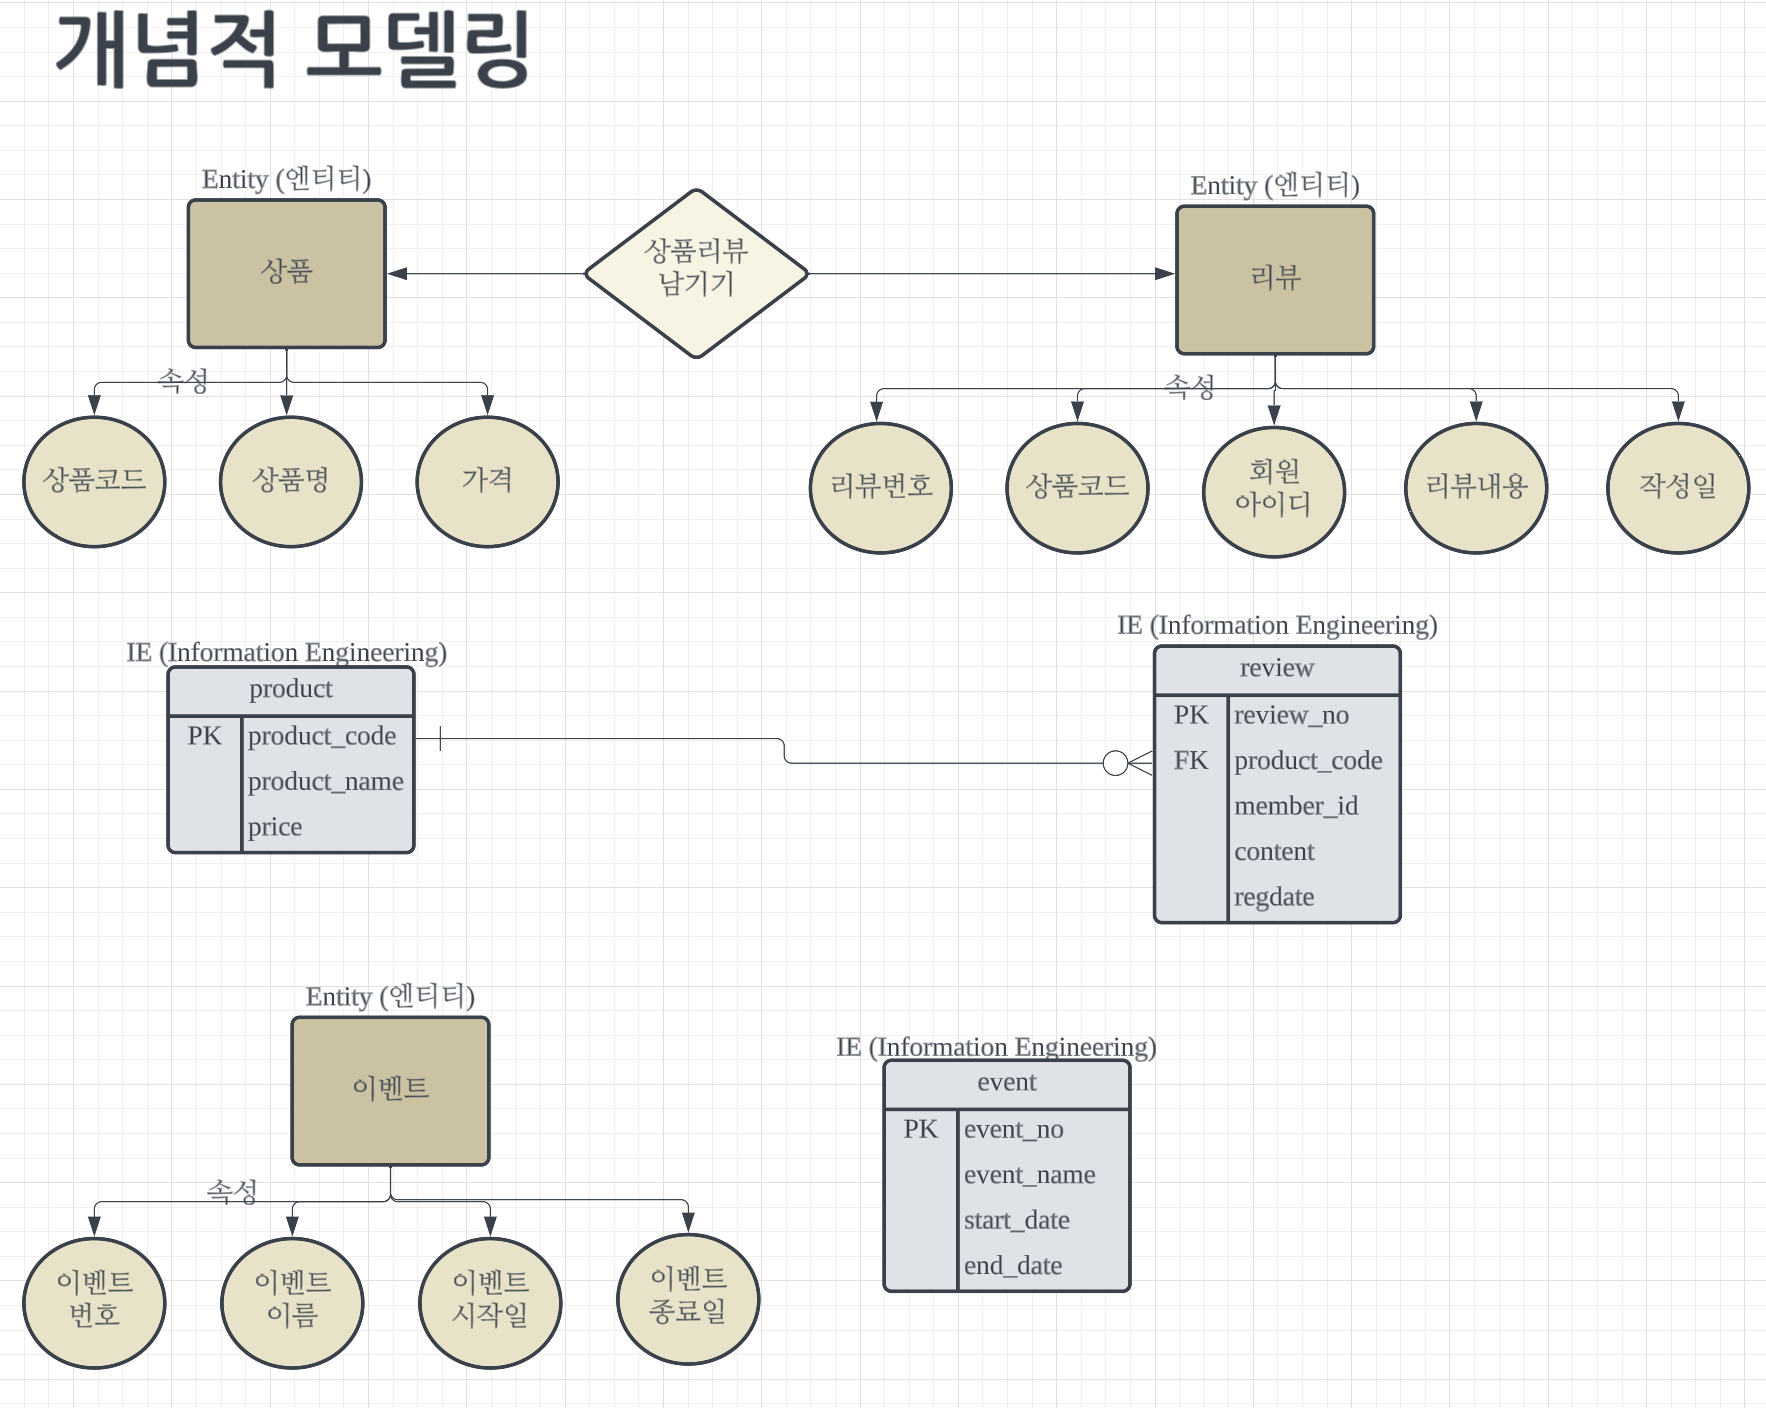 개념적 모델링
Entity (엔티티)
상품
상품리뷰
남기기
Entity (엔티티)
리뷰
속성
상품코드
상품명
가격
속성
리뷰번호
상품코드
회원
아이디
리뷰내용
작성일
IE (Information Engineering)
product
PK product_code
product_name
price
IE (Information Engineering)
review
PK review_no
FK product_code
member_id
content
regdate
Entity (엔티티)
이벤트
속성
이벤트
번호
이벤트
이름
이벤트
시작일
이벤트
종료일
IE (Information Engineering)
event
PK event_no
event_name
start_date
end_date